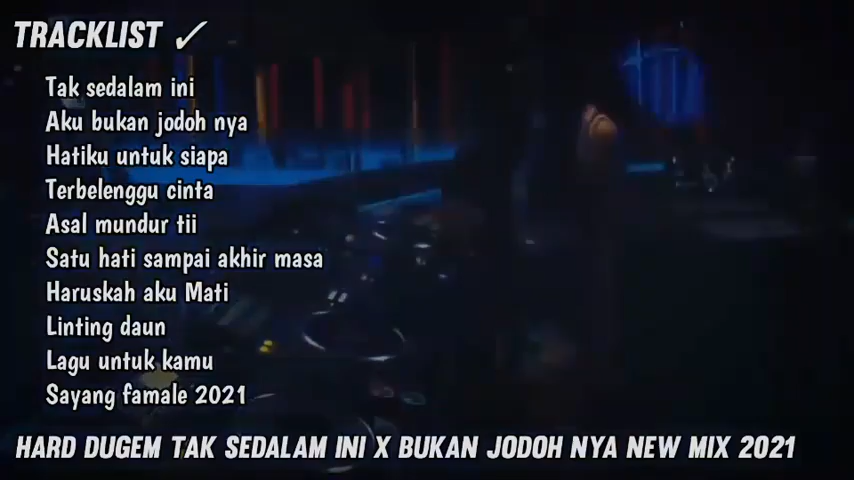 TRACKLIST ✓
Tak sedalam ini
Aku bukan jodoh nya
Hatiku untuk siapa
Terbelenggu cinta
Asal mundur tii
Satu hati sampai akhir masa
Haruskah aku Mati
Linting daun
Lagu untuk kamu
Sayang famale 2021
HARD DUGEM TAK SEDALAM INI X BUKAN JODOH NYA NEW MIX 2021